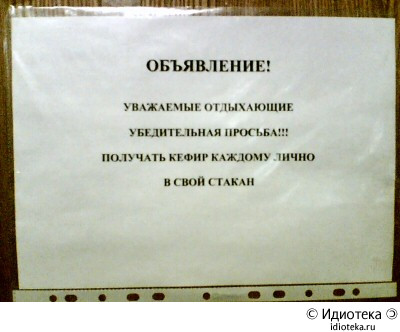 ОБЪЯВЛЕНИЕ!
УВАЖАЕМЫЕ ОТДЫХАЮЩИЕ
УБЕДИТЕЛЬНАЯ ПРОСЬБА!!!
ПОЛУЧАТЬ КЕФИР КАЖДОМУ ЛИЧНО
В СВОЙ СТАКАН
© Идиотека Э
idioteka.ru